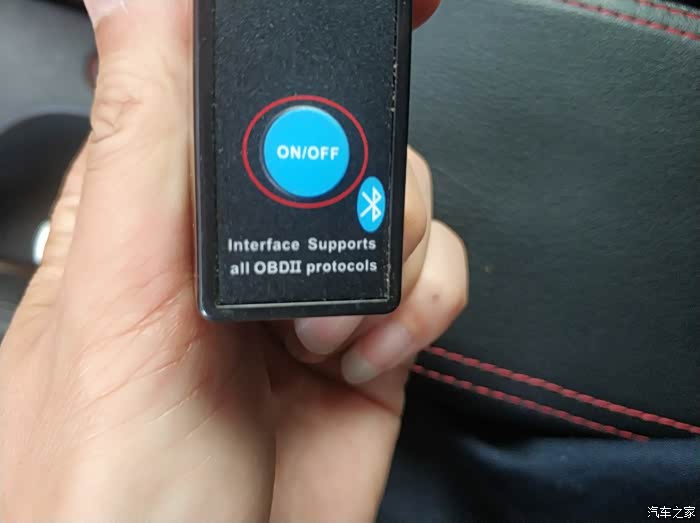 ON/OFF
Interface Supports
all OBDII protocols
汽车之家